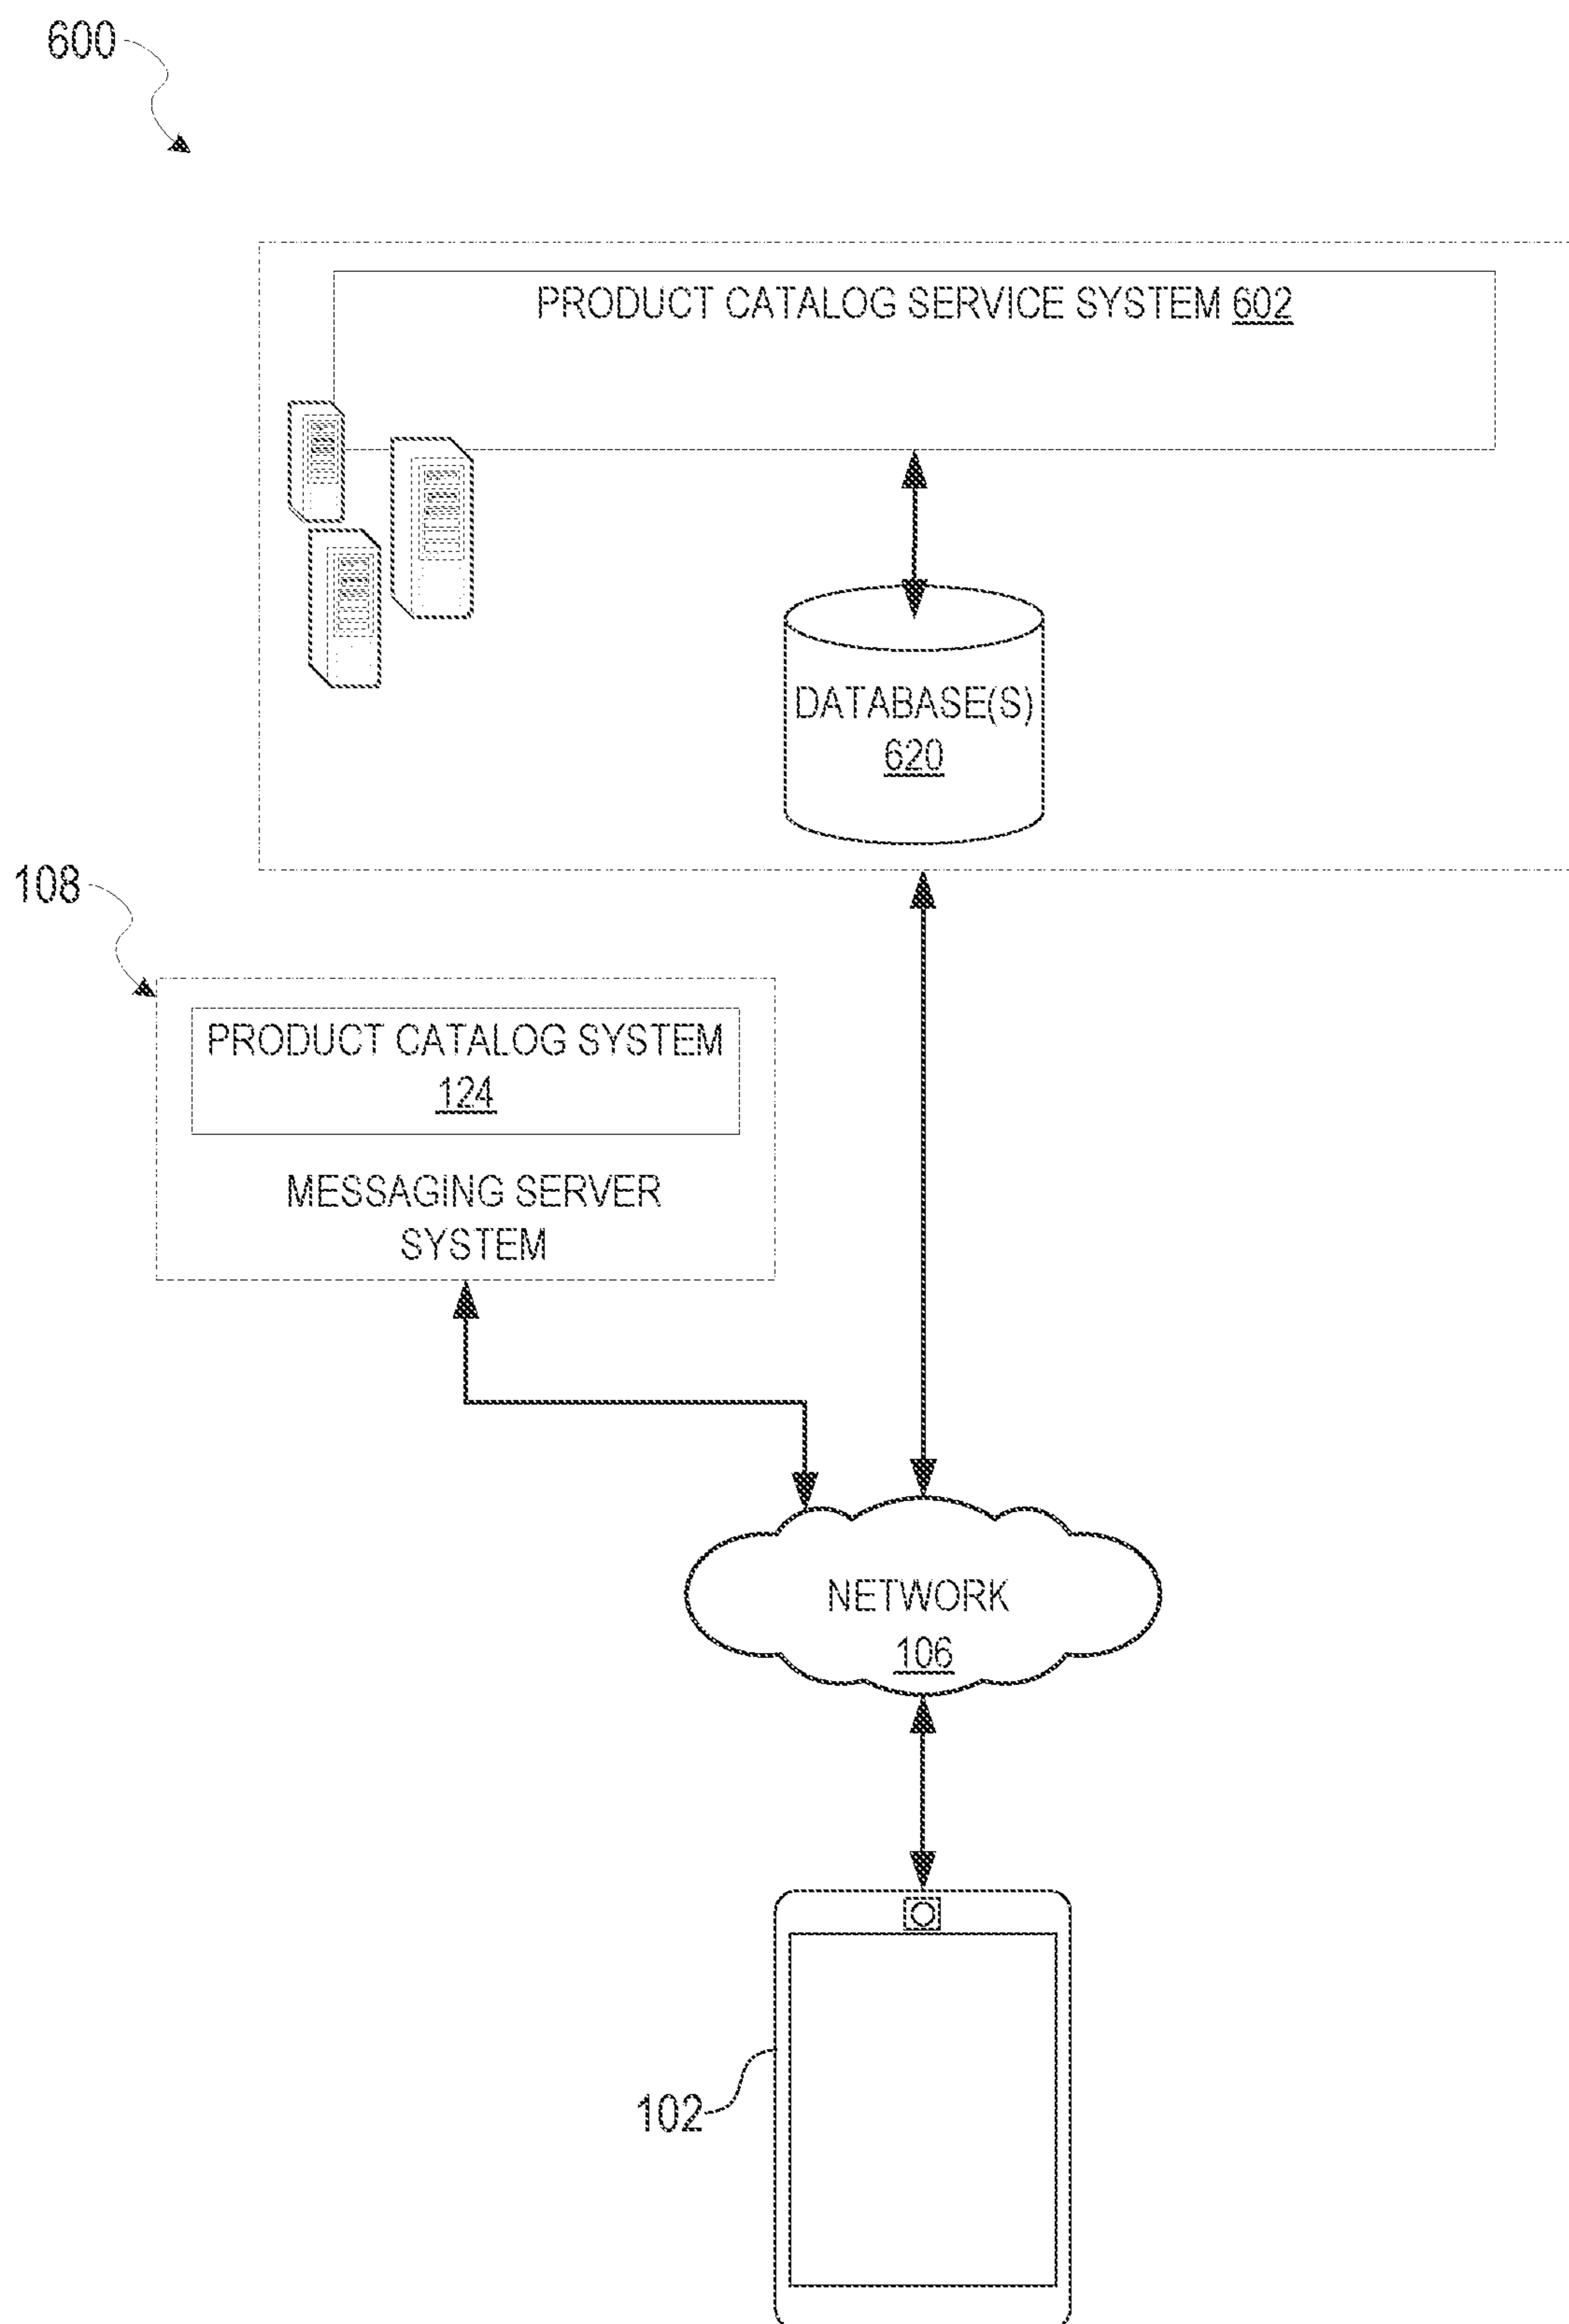 600
PRODUCT CATALOG SERVICE SYSTEM 602
DATABASE(S)
620
108
PRODUCT CATALOG SYSTEM
124
MESSAGING SERVER
SYSTEM
NETWORK
106
102